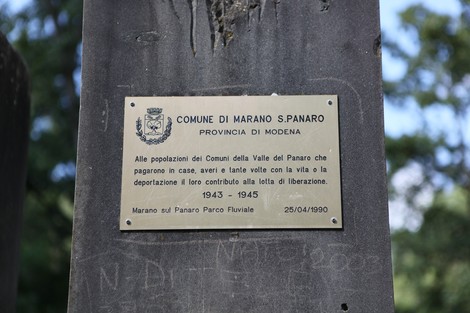 COMUNE DI MARANO S.PANARO
PROVINCIA DI MODENA
Alle popolazioni dei Comuni della Valle del Panaro che
pagarono in case, averi e tante volte con la vita o la
deportazione il loro contributo alla lotta di liberazione.
1943 - 1945
Marano sul Panaro Parco Fluviale 25/04/1990
2003